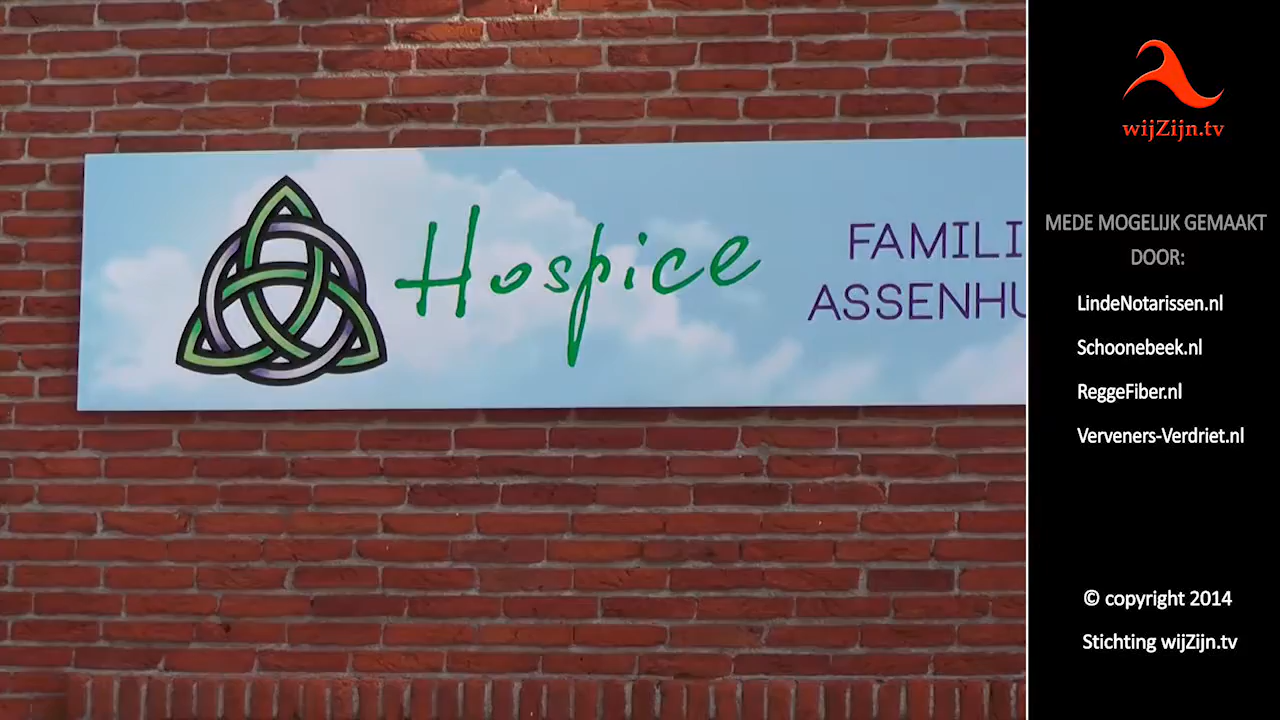 Hospice
FAMILI
ASSENHU
wijZijn.tv
MEDE MOGELIJK GEMAAKT
DOOR:
LindeNotarissen.nl
Schoonebeek.nl
ReggeFiber.nl
Verveners-Verdriet.nl
© copyright 2014
Stichting wijZijn.tv